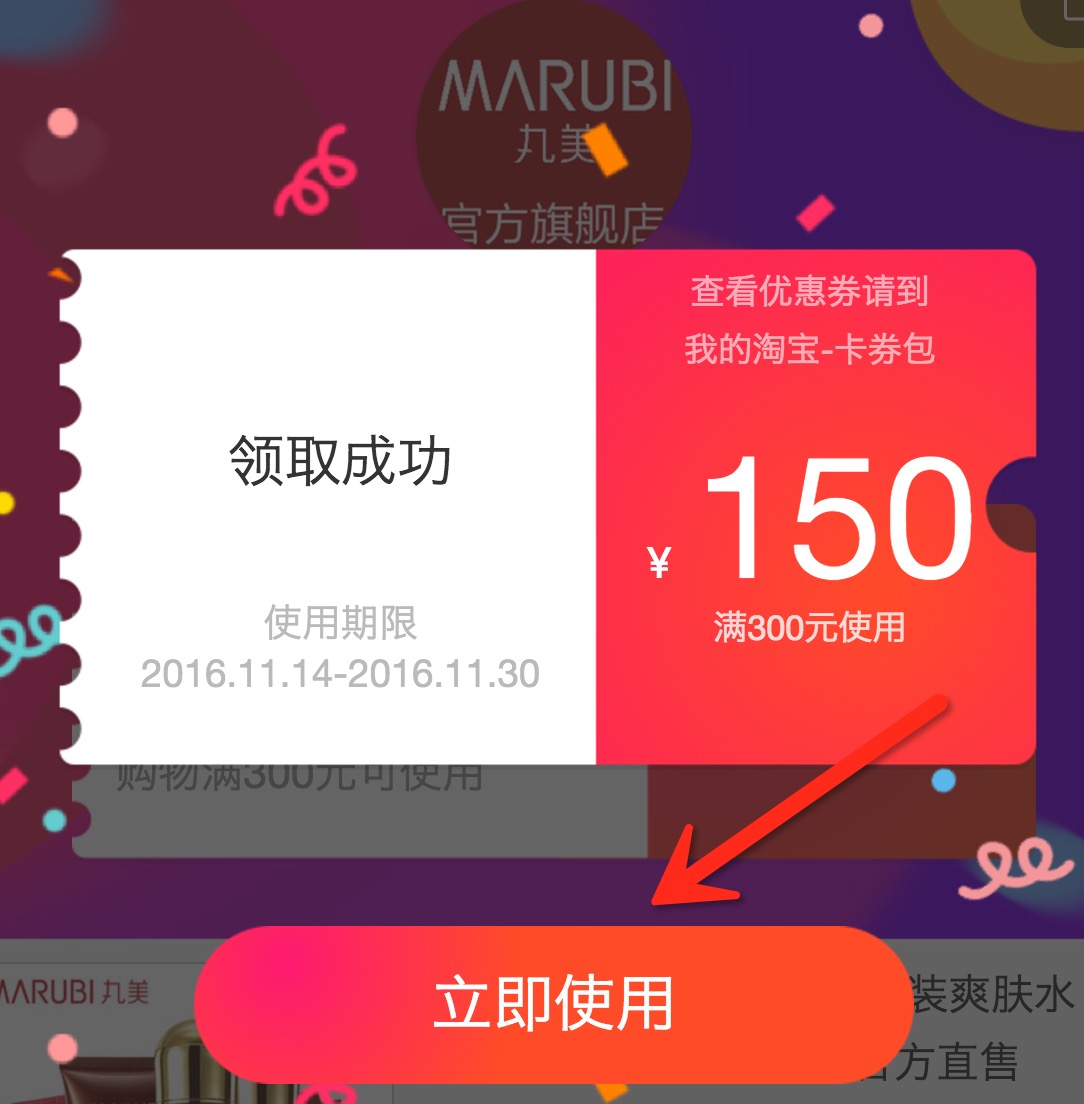 MARUBI
丸美
官方旗舰店
查看优惠券请到
我的淘宝-卡券包
领取成功
¥ 150
满300元使用
使用期限
2016.11.14-2016.11.30
购物满300元可使用
立即使用
MARUBI 丸美
装爽肤水
官方直售